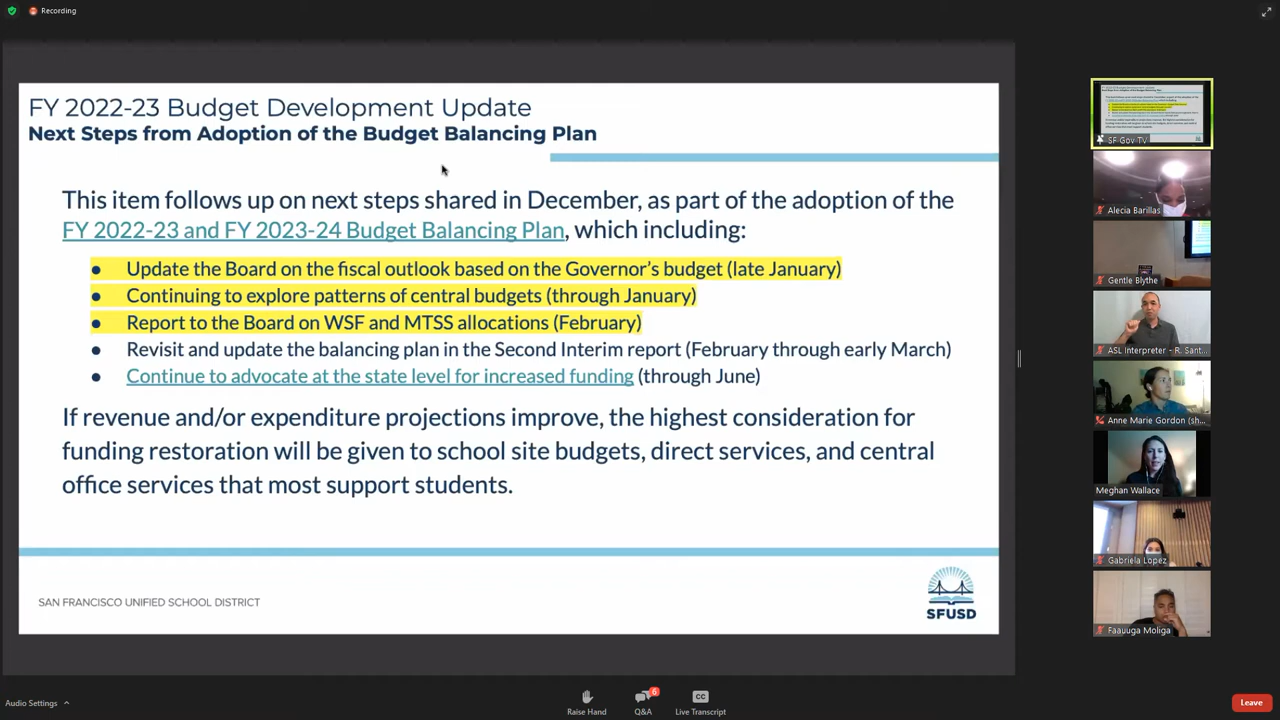 Recording
FY 2022-23 Budget Development Update
Next Steps from Adoption of the Budget Balancing Plan
This item follows up on next steps shared in December, as part of the adoption of the
FY 2022-23 and FY 2023-24 Budget Balancing Plan, which including:
● Update the Board on the fiscal outlook based on the Governor's budget (late January)
● Continuing to explore patterns of central budgets (through January)
● Report to the Board on WSF and MTSS allocations (February)
● Revisit and update the balancing plan in the Second Interim report (February through early March)
● Continue to advocate at the state level for increased funding (through June)
If revenue and/or expenditure projections improve, the highest consideration for
funding restoration will be given to school site budgets, direct services, and central
office services that most support students.
SAN FRANCISCO UNIFIED SCHOOL DISTRICT
SFUSD
SF Gov TV
Alecia Barillas
Gentle Blythe
ASL Interpreter - R. Sant...
Anne Marie Gordon (sh...
Meghan Wallace
Gabriela Lopez
Faauuga Moliga
Audio Settings
Raise Hand
6
Q&A
CC
Live Transcript
Leave